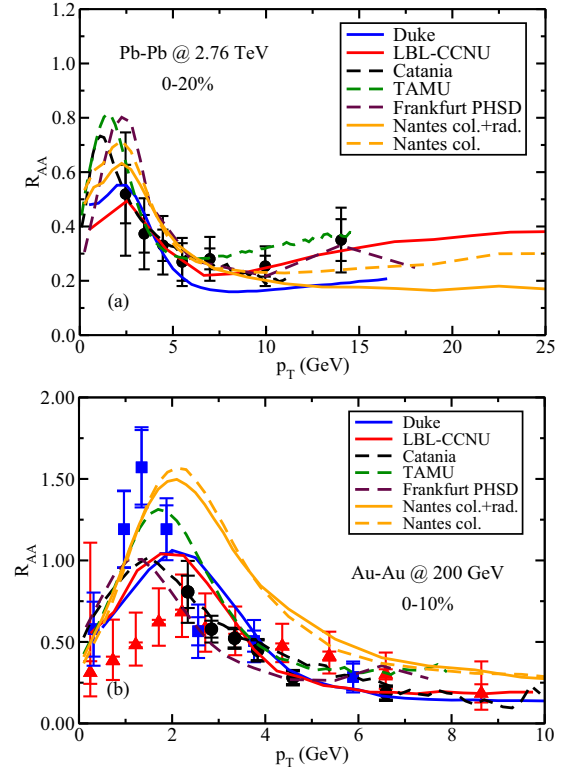 1.2
1.0
0.8
0.6
0.4
0.2
0.0
R_AA
Pb-Pb @ 2.76 TeV
0-20%
Duke
LBL-CCNU
Catania
TAMU
Frankfurt PHSD
Nantes col.+rad.
Nantes col.
(a)
0 5 10 15 20 25
p_T (GeV)
2.00
1.50
1.00
0.50
0.00
R_AA
Duke
LBL-CCNU
Catania
TAMU
Frankfurt PHSD
Nantes col.+rad.
Nantes col.
Au-Au @ 200 GeV
0-10%
(b)
0 2 4 6 8 10
p_T (GeV)